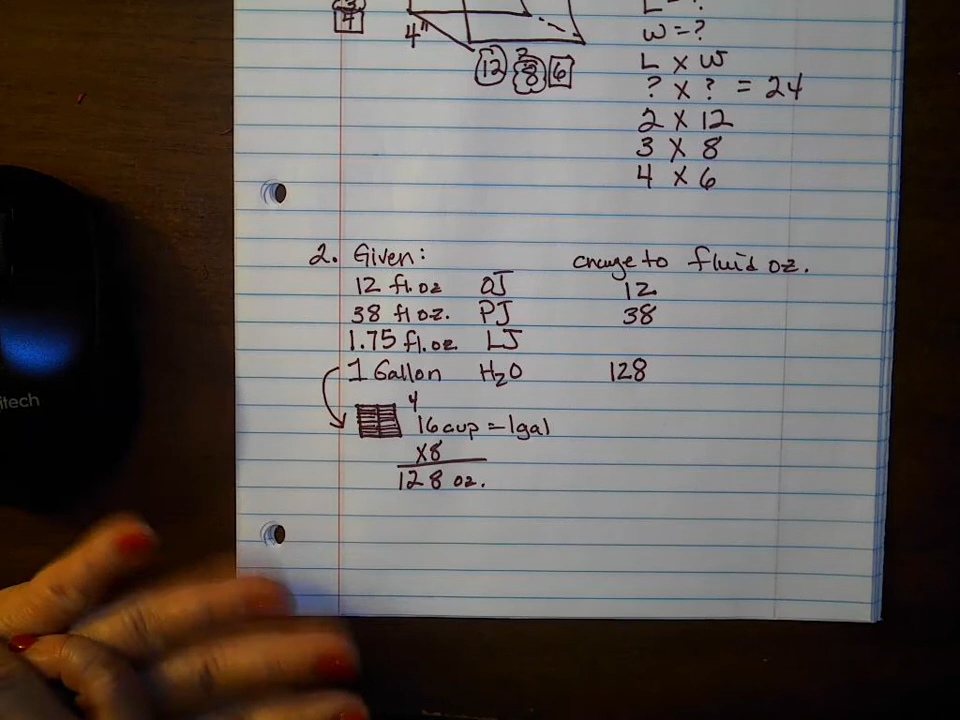 4
4"
12 8 6
L = ?
W = ?
L x W
? x ? = 24
2 x 12
3 x 8
4 x 6
2. Given: change to fluid oz.
12 fl. oz OJ 12
38 fl oz. PJ 38
1.75 fl. oz LJ
1 Gallon H2O 128
4
16 cup = 1 gal
x8
128 oz.
itech